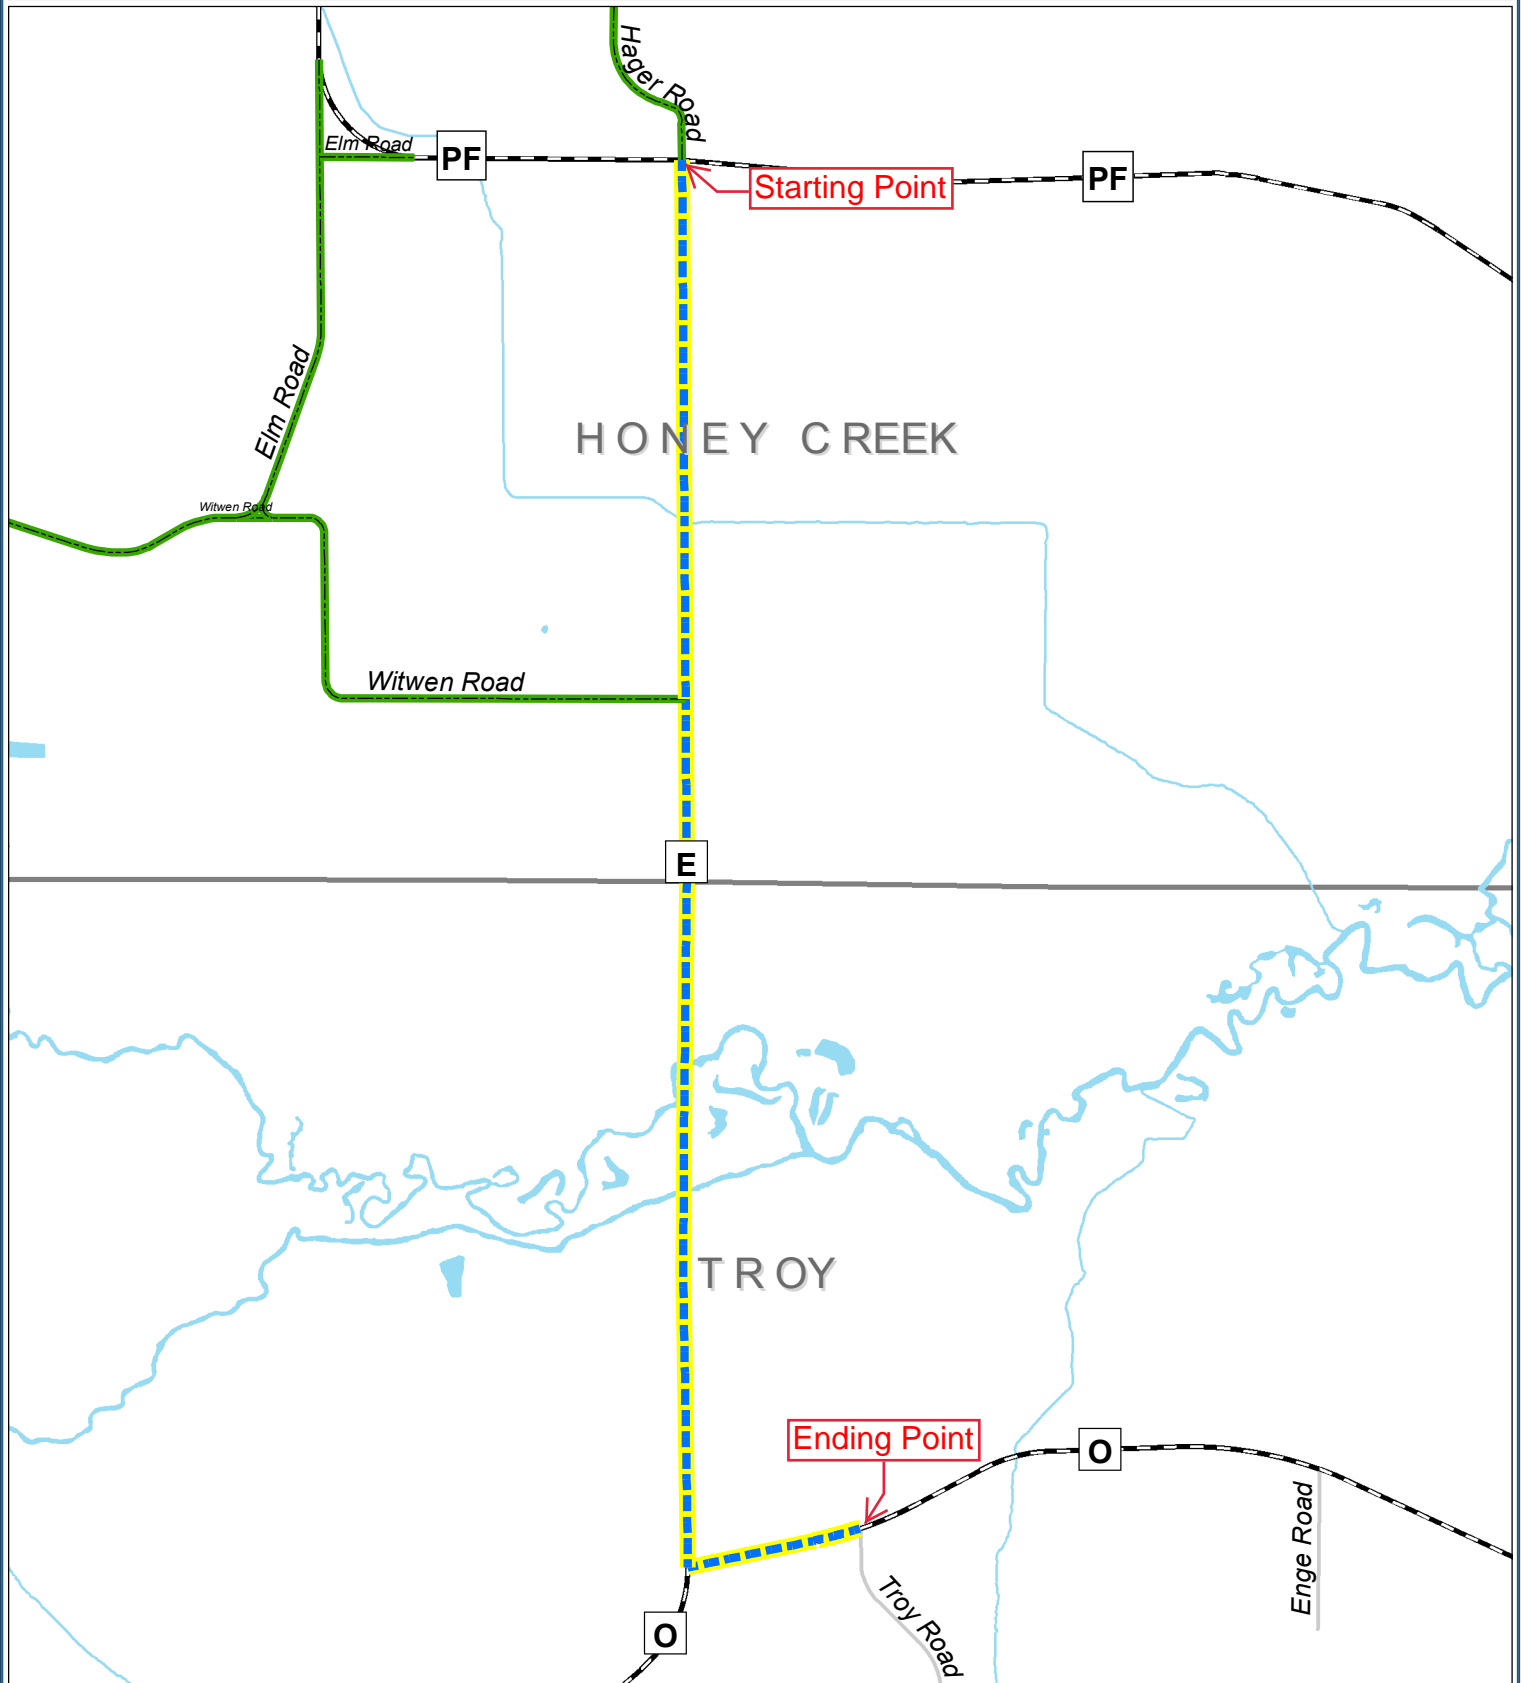 Hager Road
Elm Road
PF
Starting Point
PF
Elm Road
HONEY CREEK
Witwen Road
Witwen Road
E
TROY
Ending Point
O
Enge Road
Troy Road
O